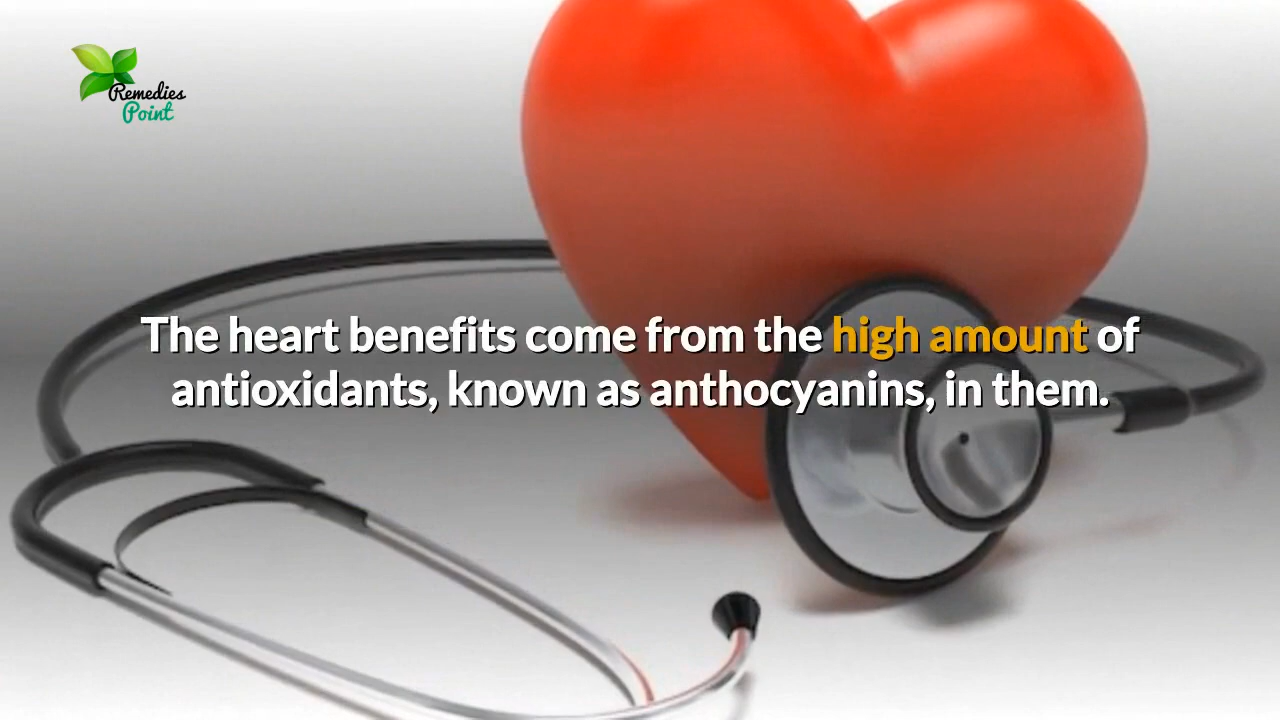 Remedies
Point
The heart benefits come from the high amount of
antioxidants, known as anthocyanins, in them.